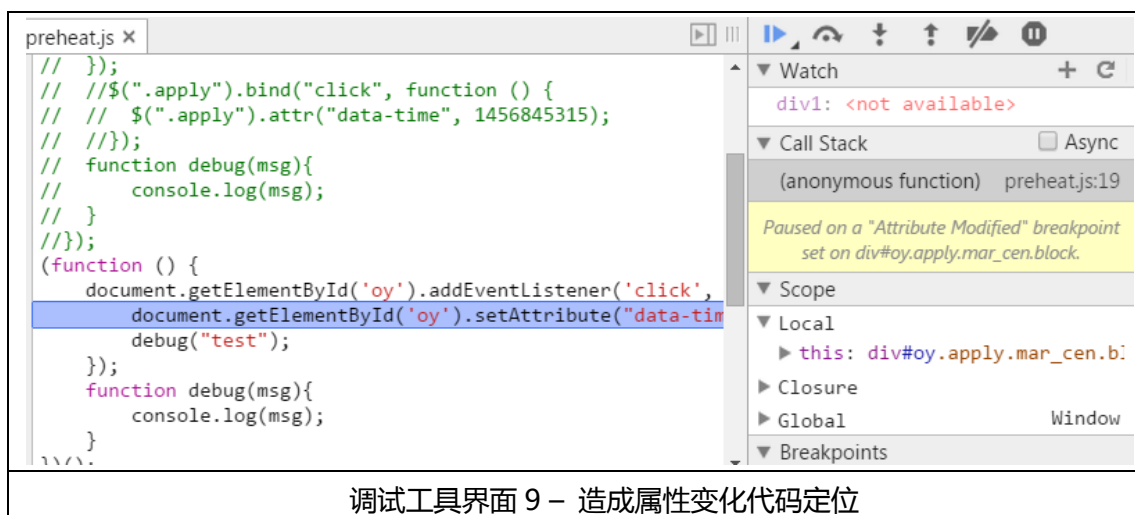 preheat.js ×
//  });
//  //$(".apply").bind("click", function () {
//  //  $(".apply").attr("data-time", 1456845315);
//  //});
//  function debug(msg){
//      console.log(msg);
//  }
//});
(function () {
    document.getElementById('oy').addEventListener('click',
        document.getElementById('oy').setAttribute("data-tim
        debug("test");
    });
    function debug(msg){
        console.log(msg);
    }
})();
▼ Watch + C
div1: <not available>
▼ Call Stack Async
(anonymous function) preheat.js:19
Paused on a "Attribute Modified" breakpoint
set on div#oy.apply.mar_cen.block.
▼ Scope
▼ Local
▶ this: div#oy.apply.mar_cen.bl
▶ Closure
▶ Global Window
▼ Breakpoints
调试工具界面 9 – 造成属性变化代码定位